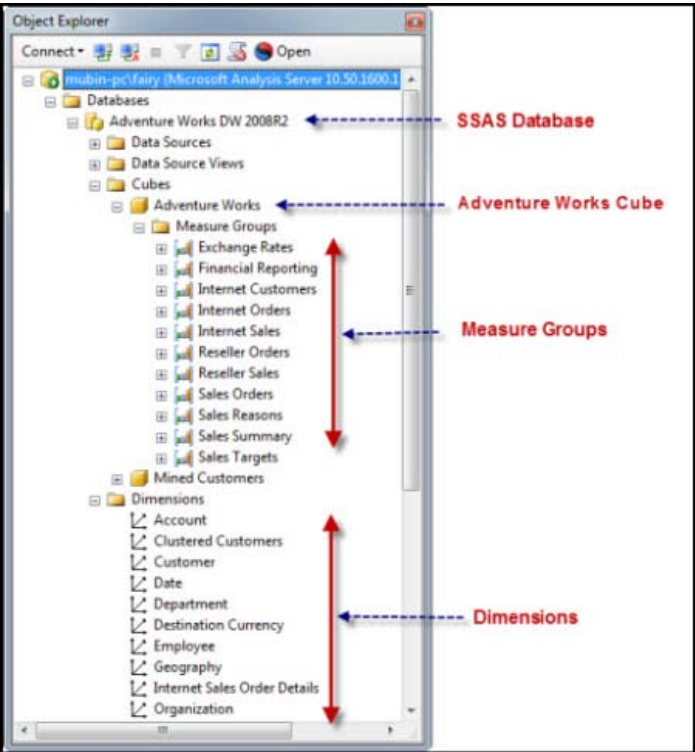 Object Explorer
Connect
Open
mubin-pc\fairy (Microsoft Analysis Server 10.50.1600.1
Databases
Adventure Works DW 2008R2
SSAS Database
Data Sources
Data Source Views
Cubes
Adventure Works
Adventure Works Cube
Measure Groups
Exchange Rates
Financial Reporting
Internet Customers
Internet Orders
Internet Sales
Measure Groups
Reseller Orders
Reseller Sales
Sales Orders
Sales Reasons
Sales Summary
Sales Targets
Mined Customers
Dimensions
Account
Clustered Customers
Customer
Date
Department
Destination Currency
Dimensions
Employee
Geography
Internet Sales Order Details
Organization